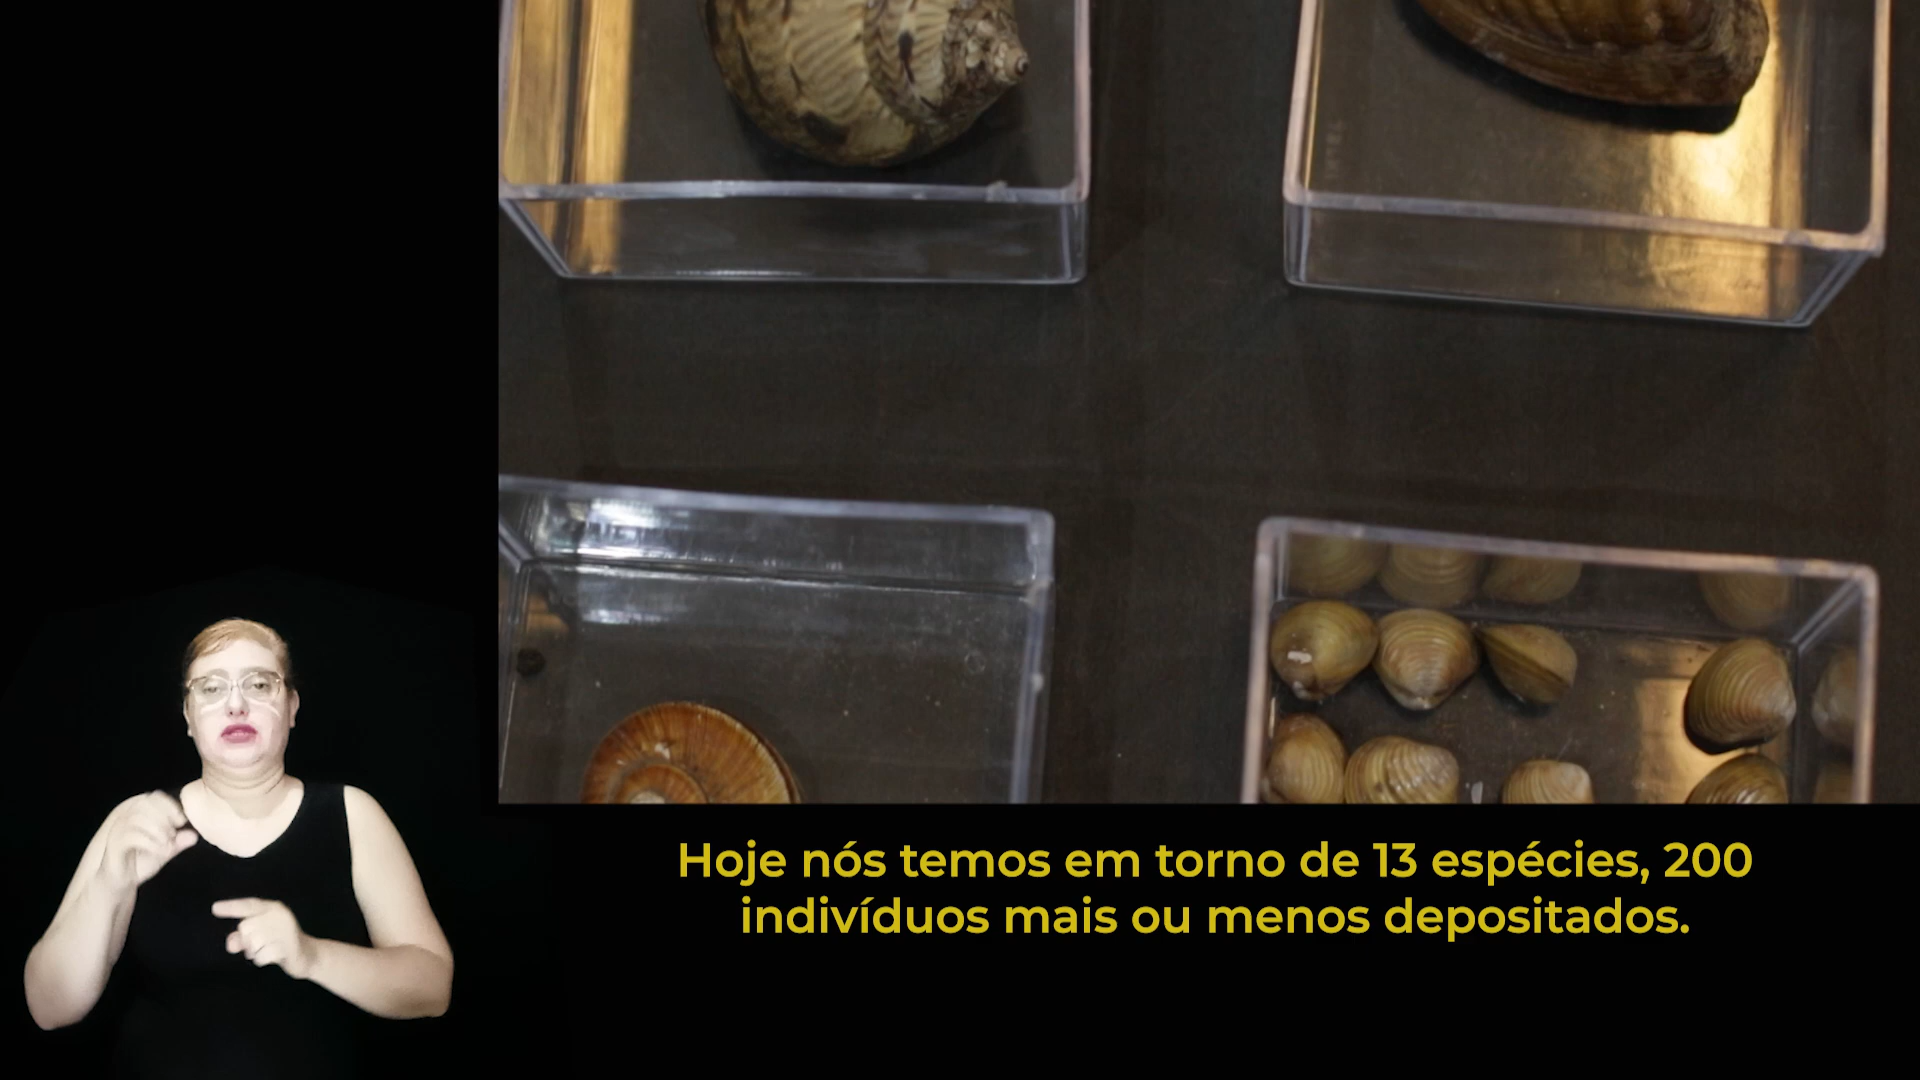 Hoje nós temos em torno de 13 espécies, 200
indivíduos mais ou menos depositados.